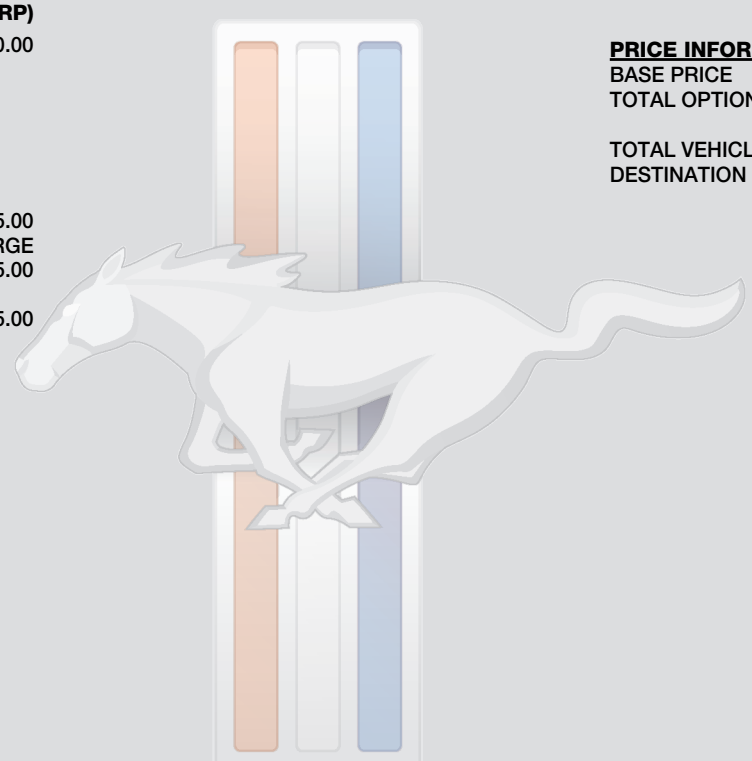 RP)
0.00
5.00
RGE
5.00
5.00
PRICE INFOR
BASE PRICE
TOTAL OPTION
TOTAL VEHICL
DESTINATION